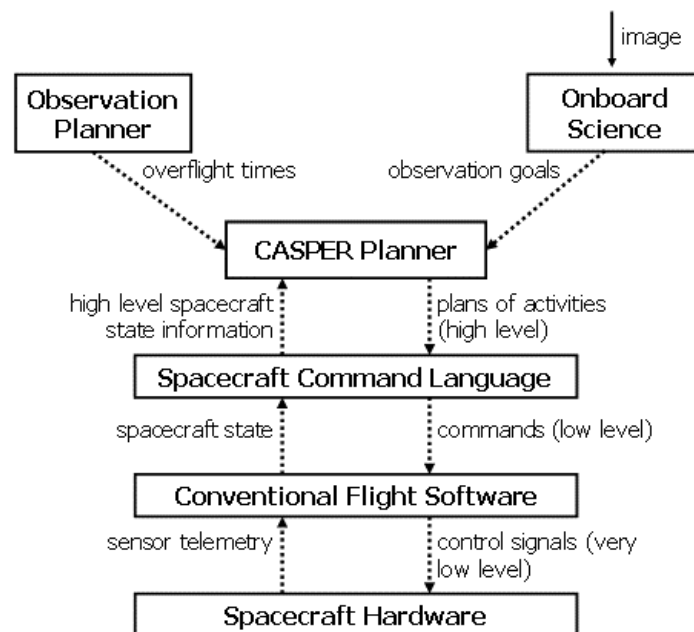 image
Observation
Planner
Onboard
Science
overflight times
observation goals
CASPER Planner
high level spacecraft
state information
plans of activities
(high level)
Spacecraft Command Language
spacecraft state
commands (low level)
Conventional Flight Software
sensor telemetry
control signals (very
low level)
Spacecraft Hardware